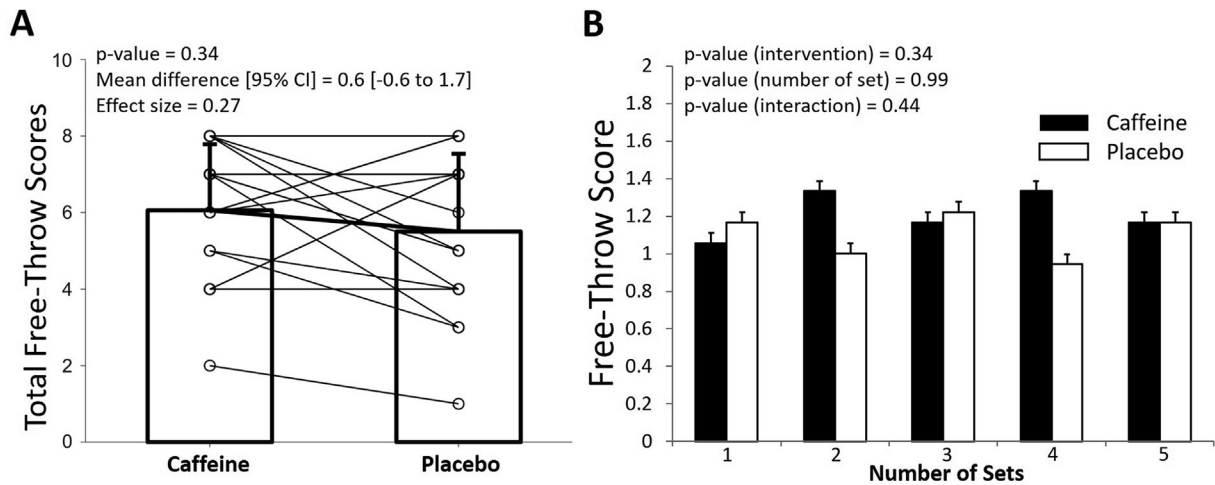 A
p-value = 0.34
Mean difference [95% CI] = 0.6 [-0.6 to 1.7]
Effect size = 0.27
Total Free-Throw Scores
10
8
6
4
2
0
Caffeine
Placebo
B
p-value (intervention) = 0.34
p-value (number of set) = 0.99
p-value (interaction) = 0.44
Caffeine
Placebo
Free-Throw Score
2
1.8
1.6
1.4
1.2
1
0.8
0.6
0.4
0.2
0
1 2 3 4 5
Number of Sets